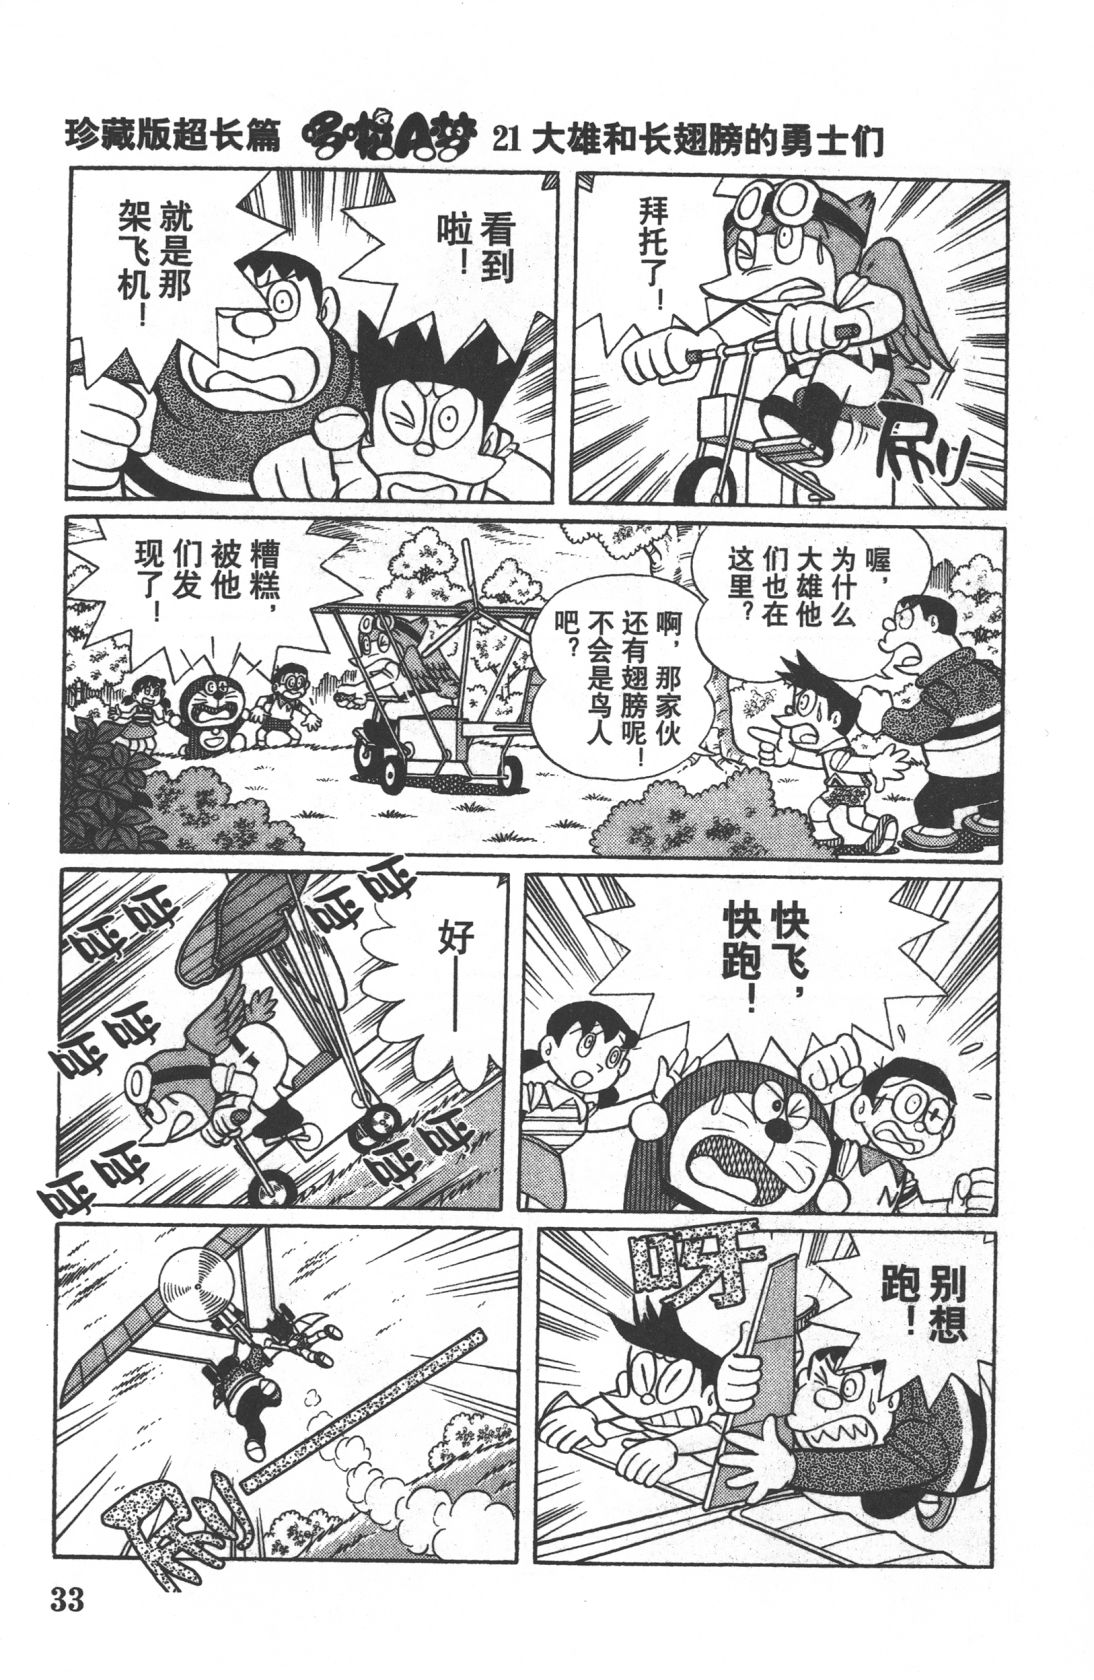 珍藏版超长篇 哆啦A梦 21 大雄和长翅膀的勇士们
拜托了！
刷
看到
啦！
就是那
架飞机！
喔，
为什么
大雄他
们也在
这里？
啊，那家伙
还有翅膀呢！
不会是鸟人
吧？
糟糕，
被他
们发
现了！
快飞，
快跑！
好——
别想
跑！
呀
33